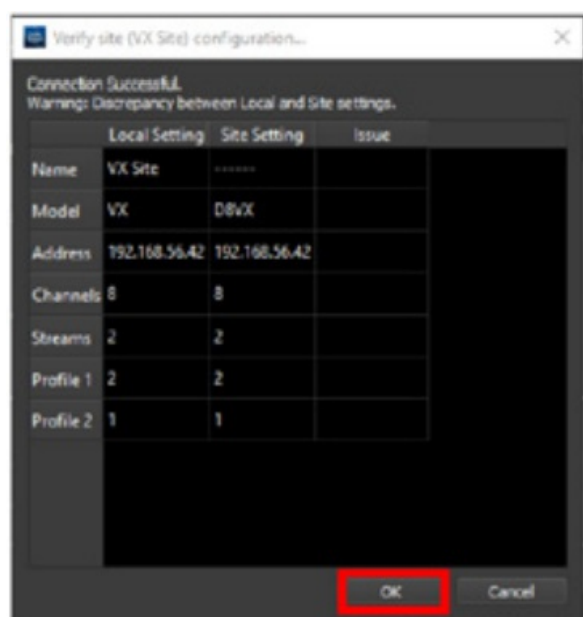 Verify site (VX Site) configuration...
Connection Successful.
Warning: Discrepancy between Local and Site settings.
Local Setting Site Setting Issue
Name VX Site ------
Model VX D8VX
Address 192.168.56.42 192.168.56.42
Channels 8 8
Streams 2 2
Profile 1 2 2
Profile 2 1 1
OK Cancel